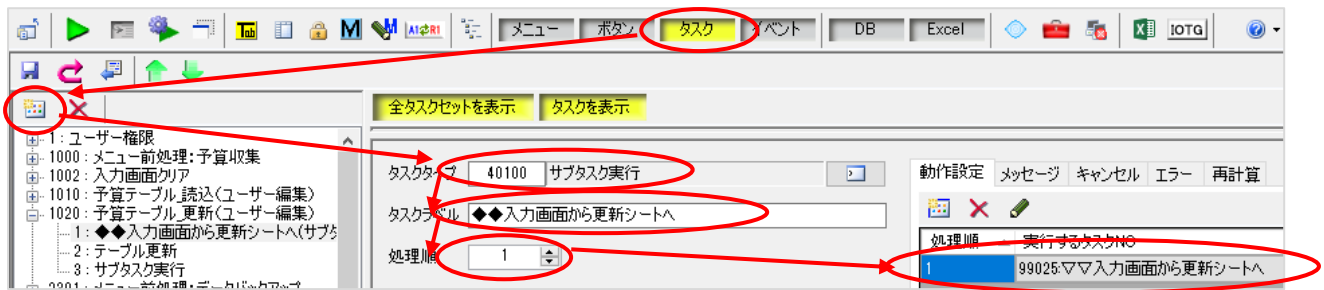 Tab M A1⇄R1 メニュー ボタン タスク イベント DB Excel IOTG
全タスクセットを表示 タスクを表示
1：ユーザー権限
1000：メニュー前処理：予算収集
1002：入力画面クリア
1010：予算テーブル_読込(ユーザー編集)
1020：予算テーブル_更新(ユーザー編集)
1：◆◆入力画面から更新シートへ(サブタ
2：テーブル更新
3：サブタスク実行
タスクタイプ 40100 サブタスク実行
タスクラベル ◆◆入力画面から更新シートへ
処理順 1
動作設定 メッセージ キャンセル エラー 再計算
処理順 実行するタスクNO
1 99025:▽▽入力画面から更新シートへ